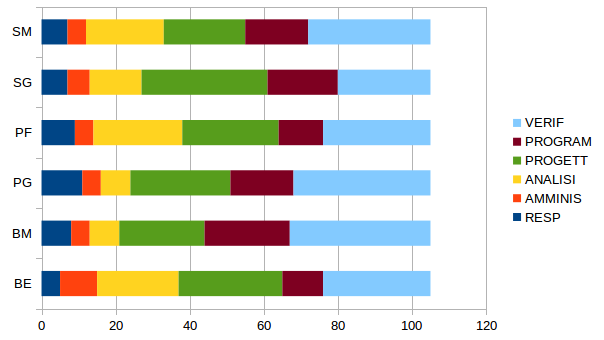 SM
SG
PF
PG
BM
BE
0 20 40 60 80 100 120
VERIF
PROGRAM
PROGETT
ANALISI
AMMINIS
RESP